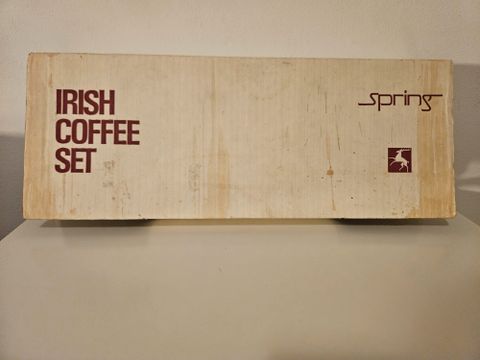 IRISH
COFFEE
SET
spring